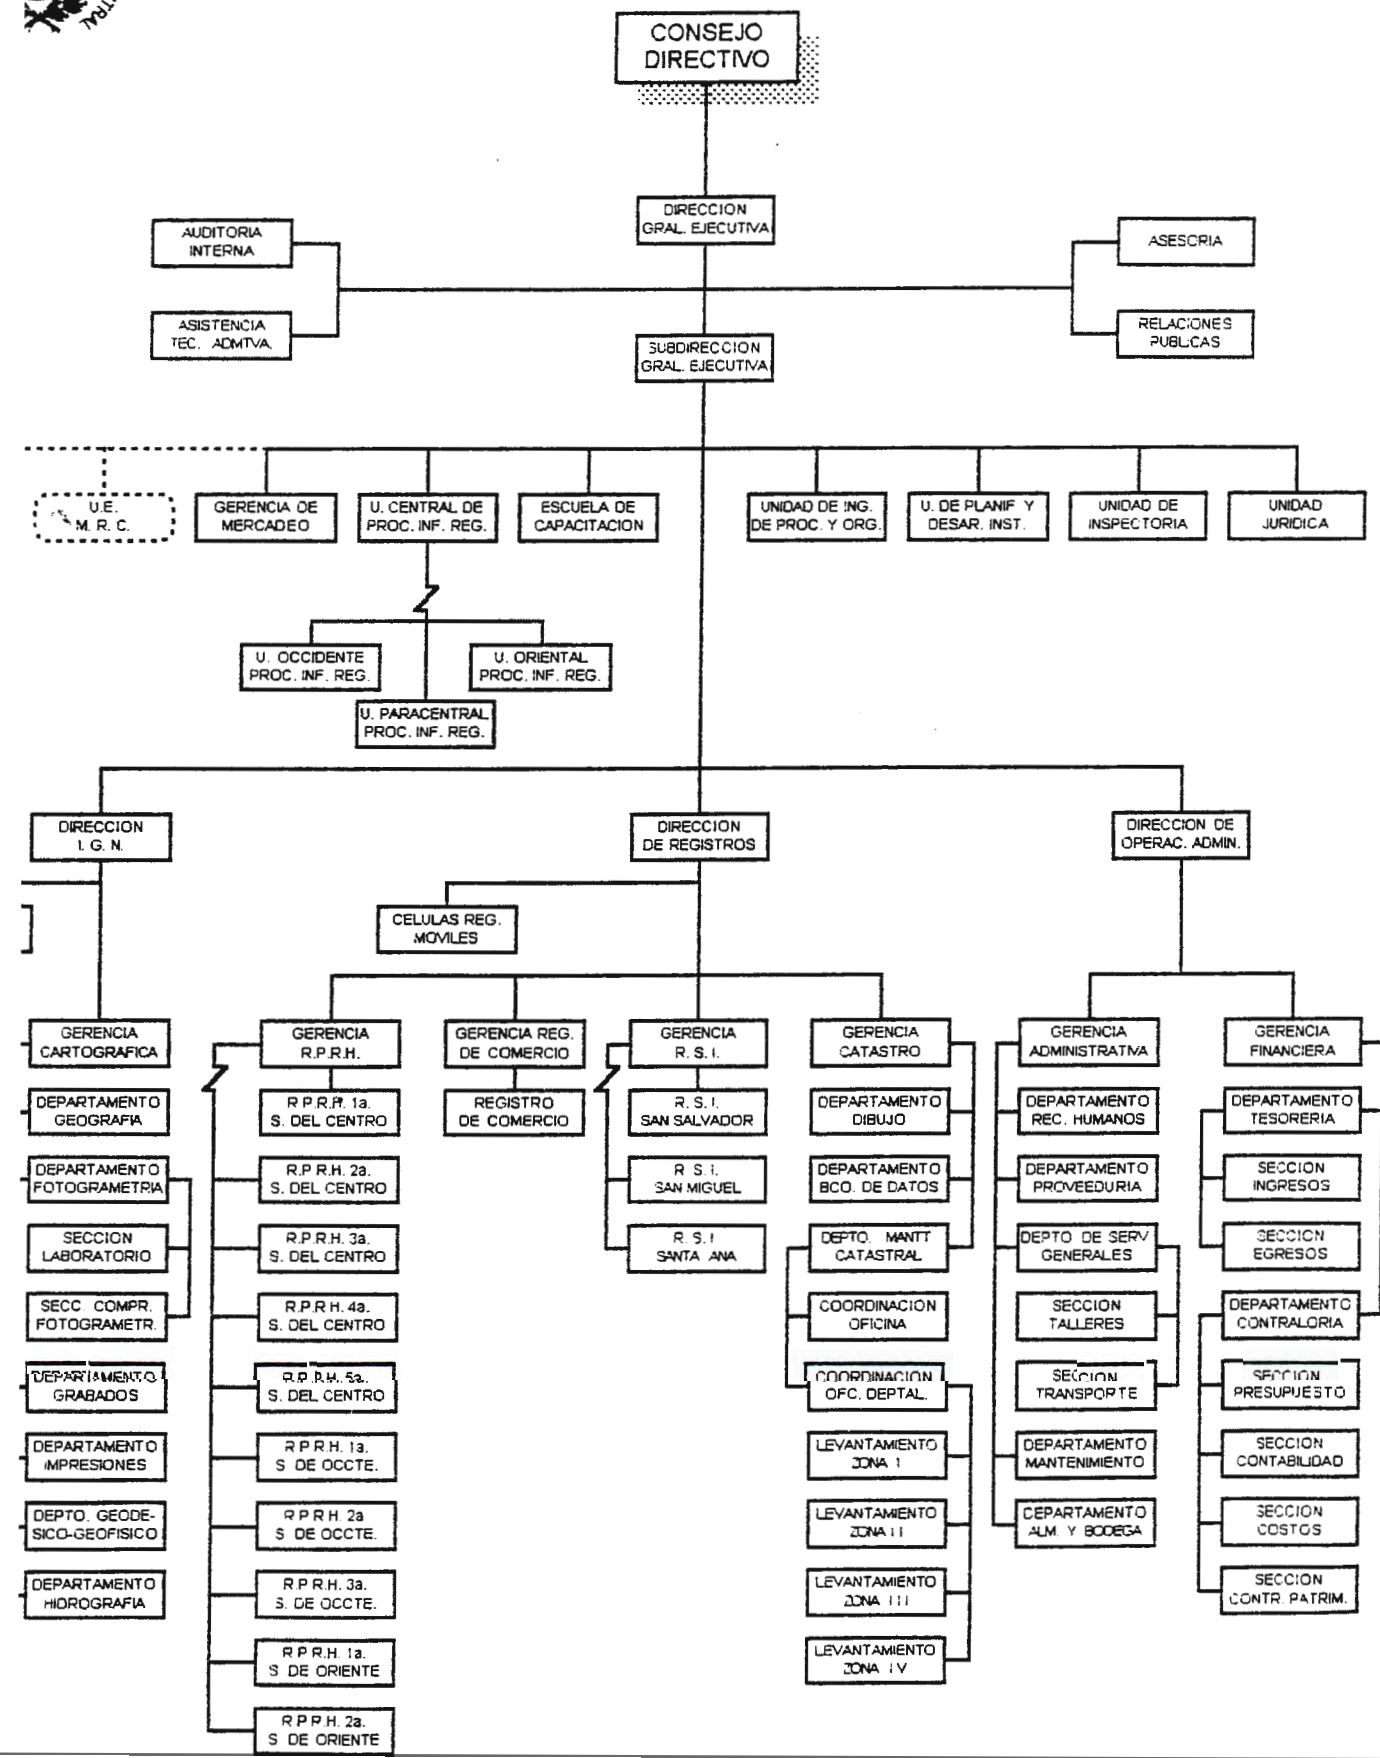 TRAL
CONSEJO
DIRECTIVO
DIRECCION
GRAL. EJECUTIVA
AUDITORIA
INTERNA
ASESCRIA
ASISTENCIA
TEC. ADMTVA.
RELACIONES
PUBLICAS
SUBDIRECCION
GRAL. EJECUTIVA
U.E.
M. R. C.
GERENCIA DE
MERCADEO
U. CENTRAL DE
PROC. INF. REG.
ESCUELA DE
CAPACITACION
UNIDAD DE ING.
DE PROC. Y ORG.
U. DE PLANIF Y
DESAR. INST.
UNIDAD DE
INSPECTORIA
UNIDAD
JURIDICA
U. OCCIDENTE
PROC. INF. REG.
U. ORIENTAL
PROC. INF. REG.
U. PARACENTRAL
PROC. INF. REG.
DIRECCION
I. G. N.
DIRECCION
DE REGISTROS
DIRECCION DE
OPERAC. ADMIN.
CELULAS REG.
MOVILES
GERENCIA
CARTOGRAFICA
DEPARTAMENTO
GEOGRAFIA
DEPARTAMENTO
FOTOGRAMETRIA
SECCION
LABORATORIO
SECC. COMPR.
FOTOGRAMETR.
DEPARTAMENTO
GRABADOS
DEPARTAMENTO
IMPRESIONES
DEPTO. GEODE-
SICO-GEOFISICO
DEPARTAMENTO
HIDROGRAFIA
GERENCIA
R.P.R.H.
R.P.R.H. 1a.
S. DEL CENTRO
R.P.R.H. 2a.
S. DEL CENTRO
R.P.R.H. 3a.
S. DEL CENTRO
R.P.R.H. 4a.
S. DEL CENTRO
R.P.R.H. 5a.
S. DEL CENTRO
R.P.R.H. 1a.
S DE OCCTE.
R.P.R.H. 2a
S DE OCCTE.
R.P.R.H. 3a.
S. DE OCCTE.
R.P.R.H. 1a.
S DE ORIENTE
R.P.R.H. 2a.
S DE ORIENTE
GERENCIA REG.
DE COMERCIO
REGISTRO
DE COMERCIO
GERENCIA
R. S. I.
R. S. I.
SAN SALVADOR
R S I.
SAN MIGUEL
R. S. I
SANTA ANA
GERENCIA
CATASTRO
DEPARTAMENTO
DIBUJO
DEPARTAMENTO
BCO. DE DATOS
DEPTO. MANTT
CATASTRAL
COORDINACION
OFICINA
COORDINACION
OFC. DEPTAL.
LEVANTAMIENTO
ZONA I
LEVANTAMIENTO
ZONA II
LEVANTAMIENTO
ZONA III
LEVANTAMIENTO
ZONA IV
GERENCIA
ADMINISTRATIVA
DEPARTAMENTO
REC. HUMANOS
DEPARTAMENTO
PROVEEDURIA
DEPTO DE SERV
GENERALES
SECCION
TALLERES
SECCION
TRANSPORTE
DEPARTAMENTO
MANTENIMIENTO
DEPARTAMENTO
ALM. Y BODEGA
GERENCIA
FINANCIERA
DEPARTAMENTO
TESORERIA
SECCION
INGRESOS
SECCION
EGRESOS
DEPARTAMENTO
CONTRALORIA
SECCION
PRESUPUESTO
SECCION
CONTABILIDAD
SECCION
COSTOS
SECCION
CONTR. PATRIM.